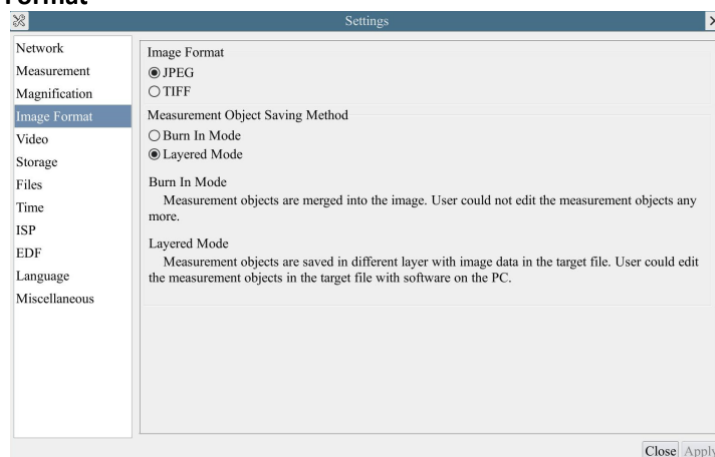 Format
Settings
Network
Measurement
Magnification
Image Format
Video
Storage
Files
Time
ISP
EDF
Language
Miscellaneous
Image Format
JPEG
TIFF
Measurement Object Saving Method
Burn In Mode
Layered Mode
Burn In Mode
Measurement objects are merged into the image. User could not edit the measurement objects any
more.
Layered Mode
Measurement objects are saved in different layer with image data in the target file. User could edit
the measurement objects in the target file with software on the PC.
Close Apply